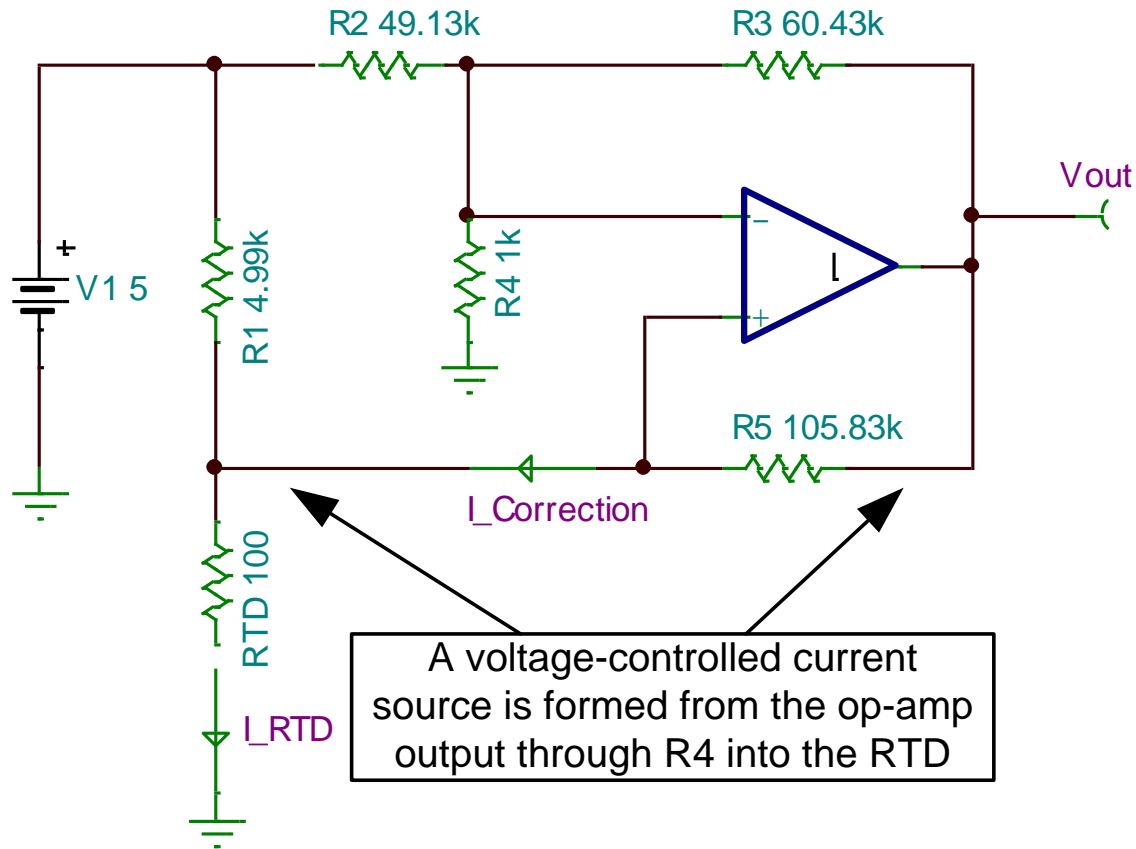 R2 49.13k
R3 60.43k
Vout
+
V1 5
R1 4.99k
R4 1k
−
+
R5 105.83k
I_Correction
RTD 100
I_RTD
A voltage-controlled current
source is formed from the op-amp
output through R4 into the RTD